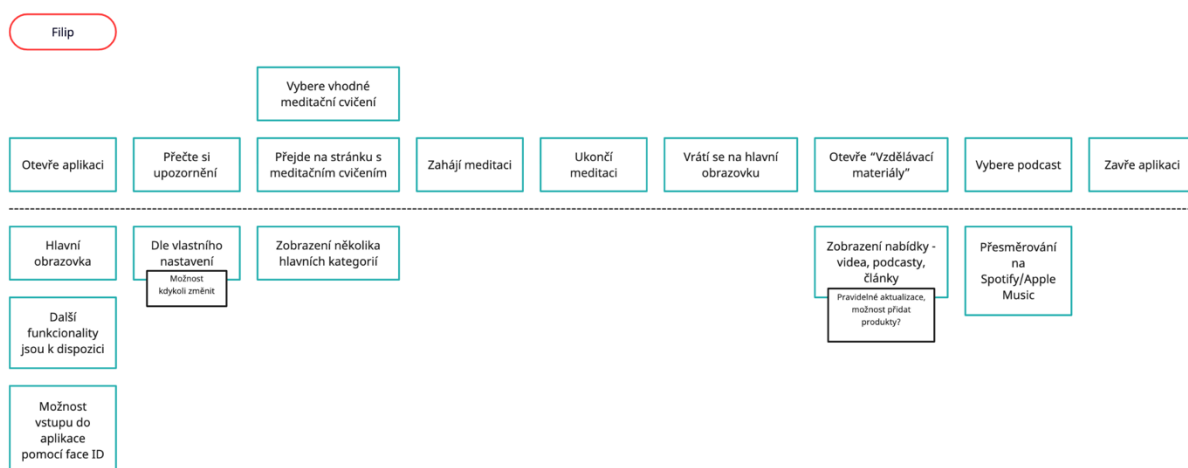 Filip
Vybere vhodné
meditační cvičení
Otevře aplikaci
Přečte si
upozornění
Přejde na stránku s
meditačním cvičením
Zahájí meditaci
Ukončí
meditaci
Vrátí se na hlavní
obrazovku
Otevře “Vzdělávací
materiály”
Vybere podcast
Zavře aplikaci
Hlavní
obrazovka
Dle vlastního
nastavení
Možnost
kdykoli změnit
Zobrazení několika
hlavních kategorií
Zobrazení nabídky -
videa, podcasty,
články
Pravidelné aktualizace,
možnost přidat
produkty?
Přesměrování
na
Spotify/Apple
Music
Další
funkcionality
jsou k dispozici
Možnost
vstupu do
aplikace
pomocí face ID